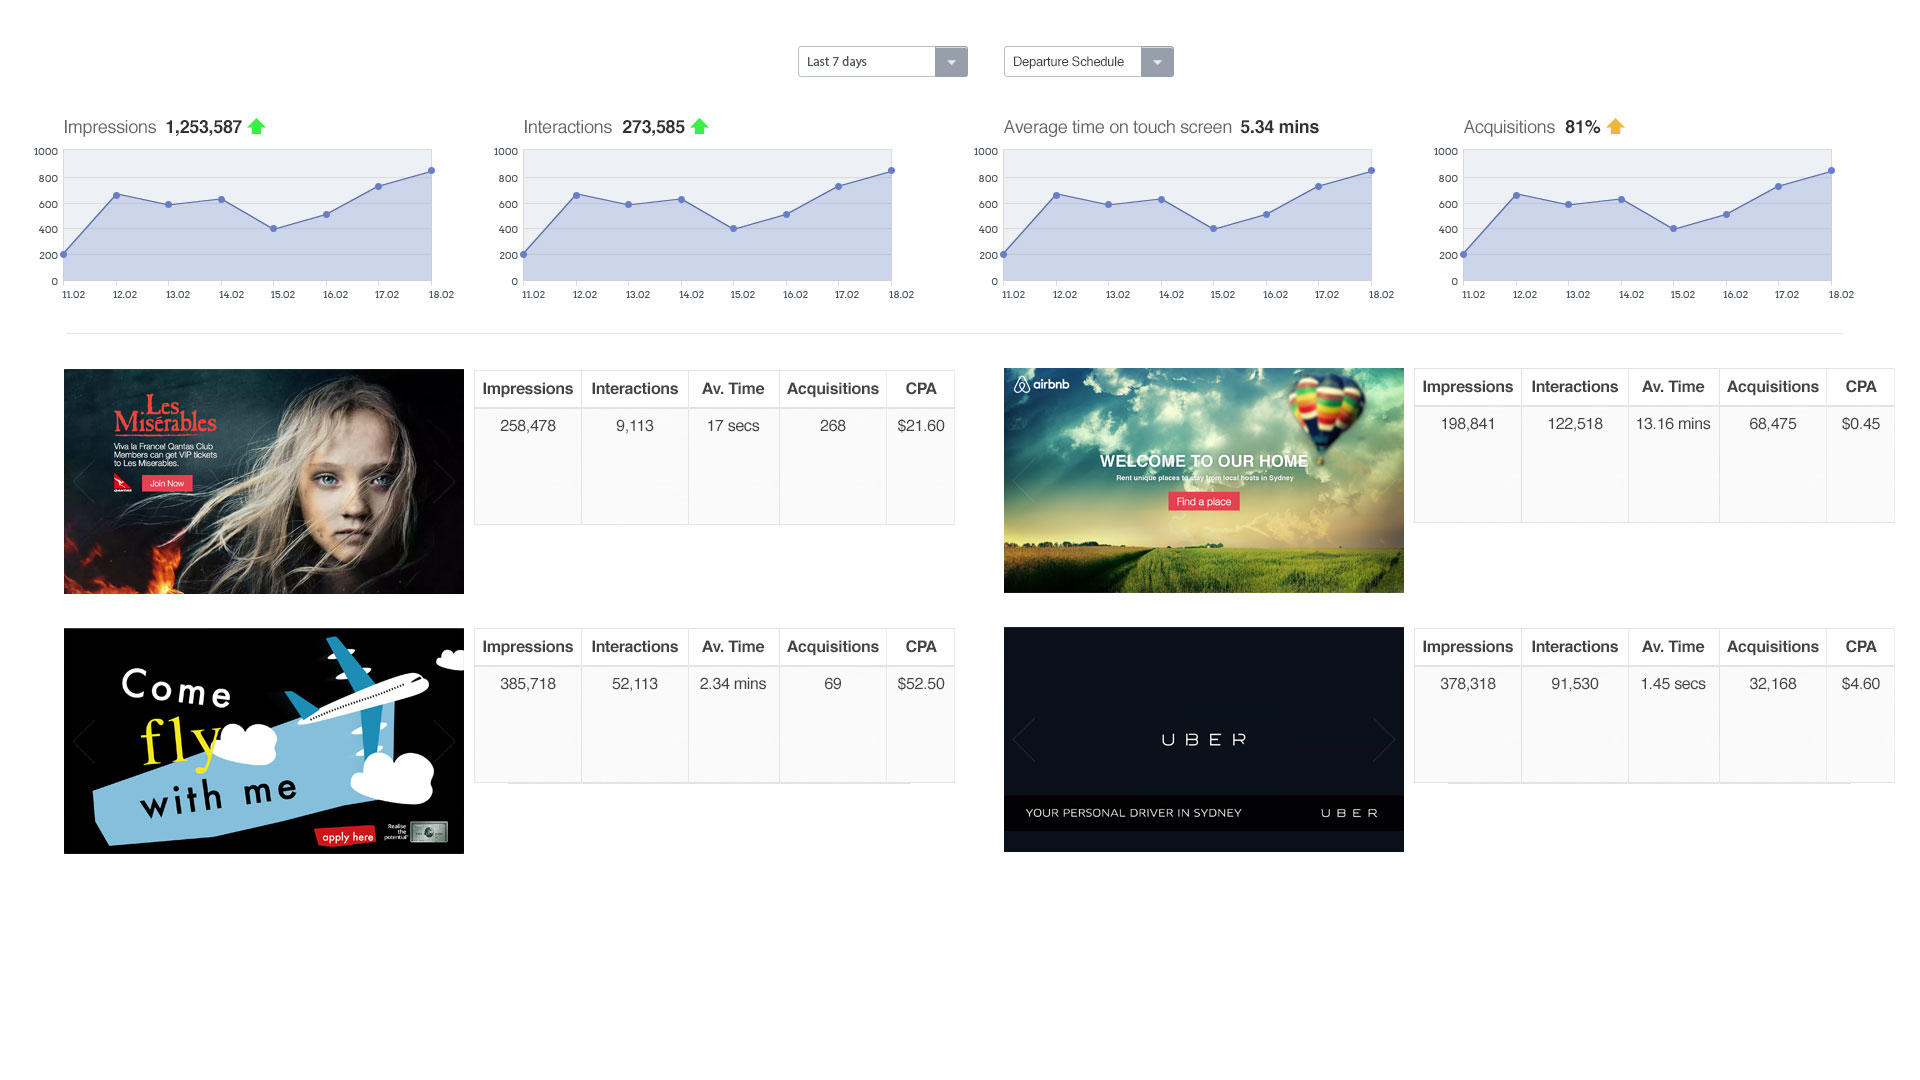 Last 7 days
Departure Schedule
Impressions 1,253,587
Interactions 273,585
Average time on touch screen 5.34 mins
Acquisitions 81%
1000
800
600
400
200
0
11.02 12.02 13.02 14.02 15.02 16.02 17.02 18.02
1000
800
600
400
200
0
11.02 12.02 13.02 14.02 15.02 16.02 17.02 18.02
1000
800
600
400
200
0
11.02 12.02 13.02 14.02 15.02 16.02 17.02 18.02
1000
800
600
400
200
0
11.02 12.02 13.02 14.02 15.02 16.02 17.02 18.02
Les
Misérables
Viva la France! Qantas Club
Members can get VIP tickets
to Les Miserables.
QANTAS
Join Now
Impressions Interactions Av. Time Acquisitions CPA
258,478 9,113 17 secs 268 $21.60
airbnb
WELCOME TO OUR HOME
Rent unique places to stay from local hosts in Sydney
Find a place
Impressions Interactions Av. Time Acquisitions CPA
198,841 122,518 13.16 mins 68,475 $0.45
Come
fly
with me
apply here
Realise
the
potential
Impressions Interactions Av. Time Acquisitions CPA
385,718 52,113 2.34 mins 69 $52.50
UBER
YOUR PERSONAL DRIVER IN SYDNEY
UBER
Impressions Interactions Av. Time Acquisitions CPA
378,318 91,530 1.45 secs 32,168 $4.60